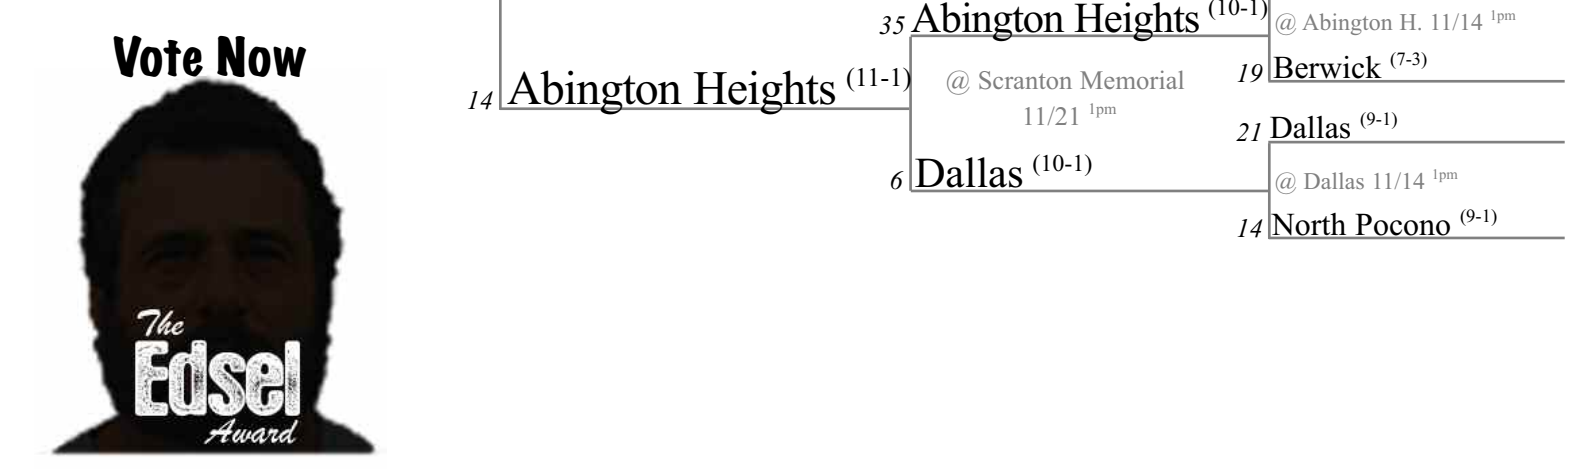 Vote Now
The
Edsel
Award
14 Abington Heights (11-1)
35 Abington Heights (10-1)
@ Scranton Memorial
11/21 1pm
6 Dallas (10-1)
@ Abington H. 11/14 1pm
19 Berwick (7-3)
21 Dallas (9-1)
@ Dallas 11/14 1pm
14 North Pocono (9-1)